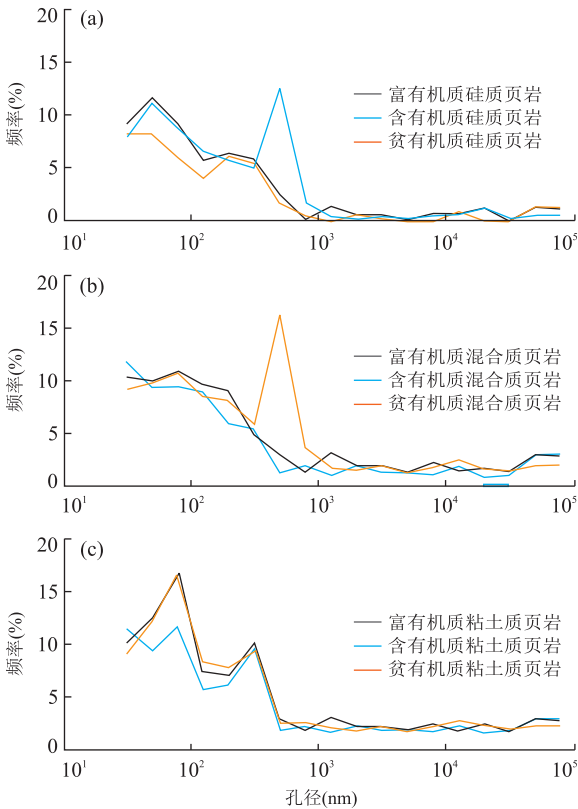 (a)
20
15
10
5
0
频率(%)
富有机质硅质页岩
含有机质硅质页岩
贫有机质硅质页岩
10¹ 10² 10³ 10⁴ 10⁵
(b)
20
15
10
5
0
频率(%)
富有机质混合质页岩
含有机质混合质页岩
贫有机质混合质页岩
10¹ 10² 10³ 10⁴ 10⁵
(c)
20
15
10
5
0
频率(%)
富有机质粘土质页岩
含有机质粘土质页岩
贫有机质粘土质页岩
10¹ 10² 10³ 10⁴ 10⁵
孔径(nm)